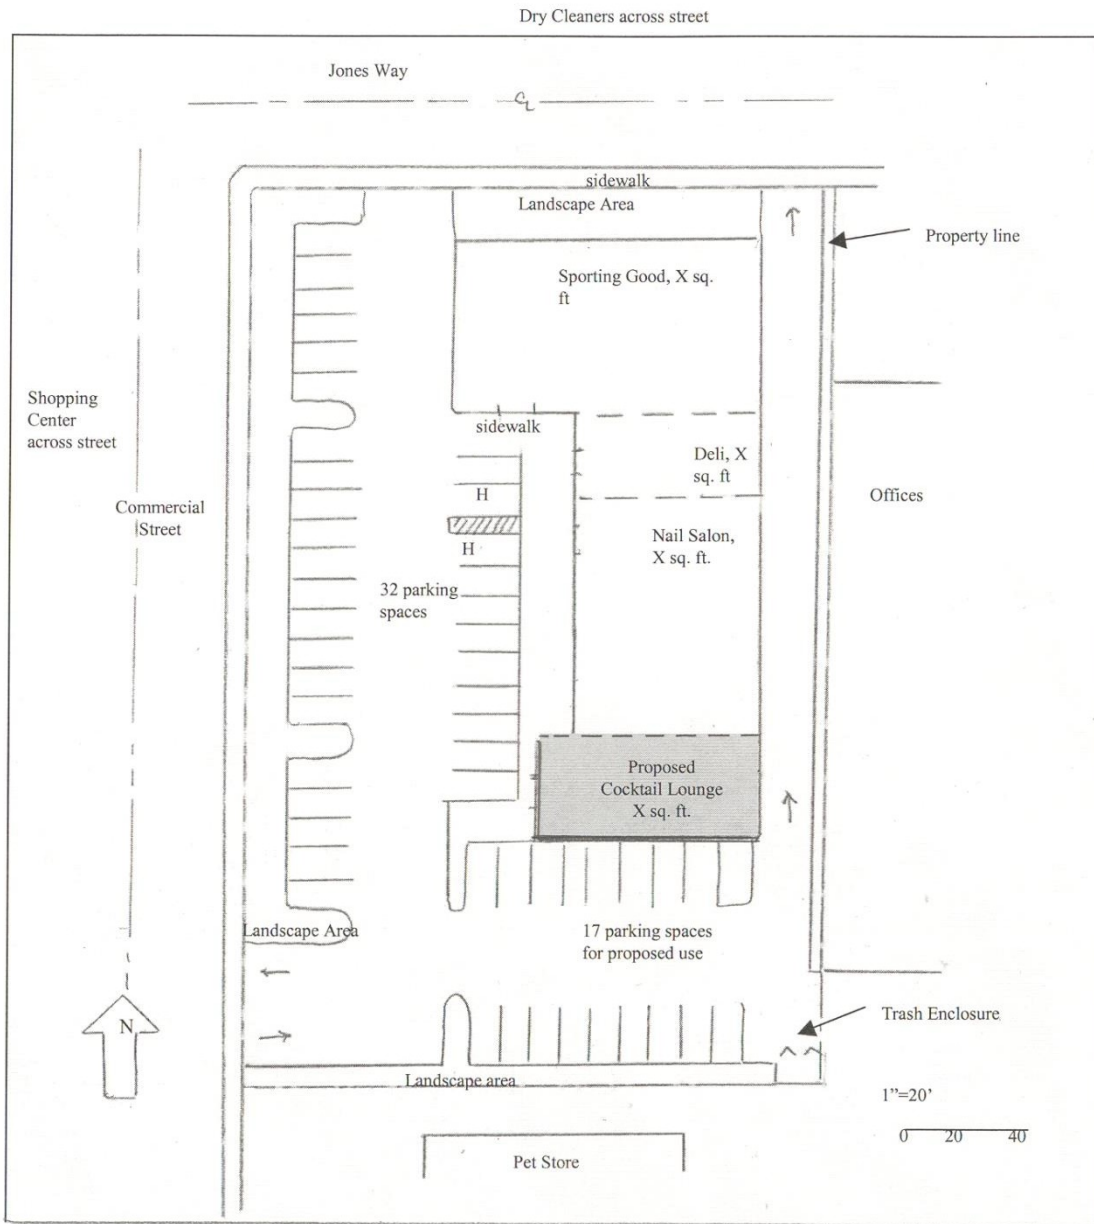 Dry Cleaners across street
Jones Way
CL
sidewalk
Landscape Area
Property line
Sporting Good, X sq.
ft
Shopping
Center
across street
sidewalk
Deli, X
sq. ft
Commercial
Street
H
Offices
Nail Salon,
X sq. ft.
H
32 parking
spaces
Proposed
Cocktail Lounge
X sq. ft.
Landscape Area
17 parking spaces
for proposed use
N
Trash Enclosure
Landscape area
1”=20’
0 20 40
Pet Store